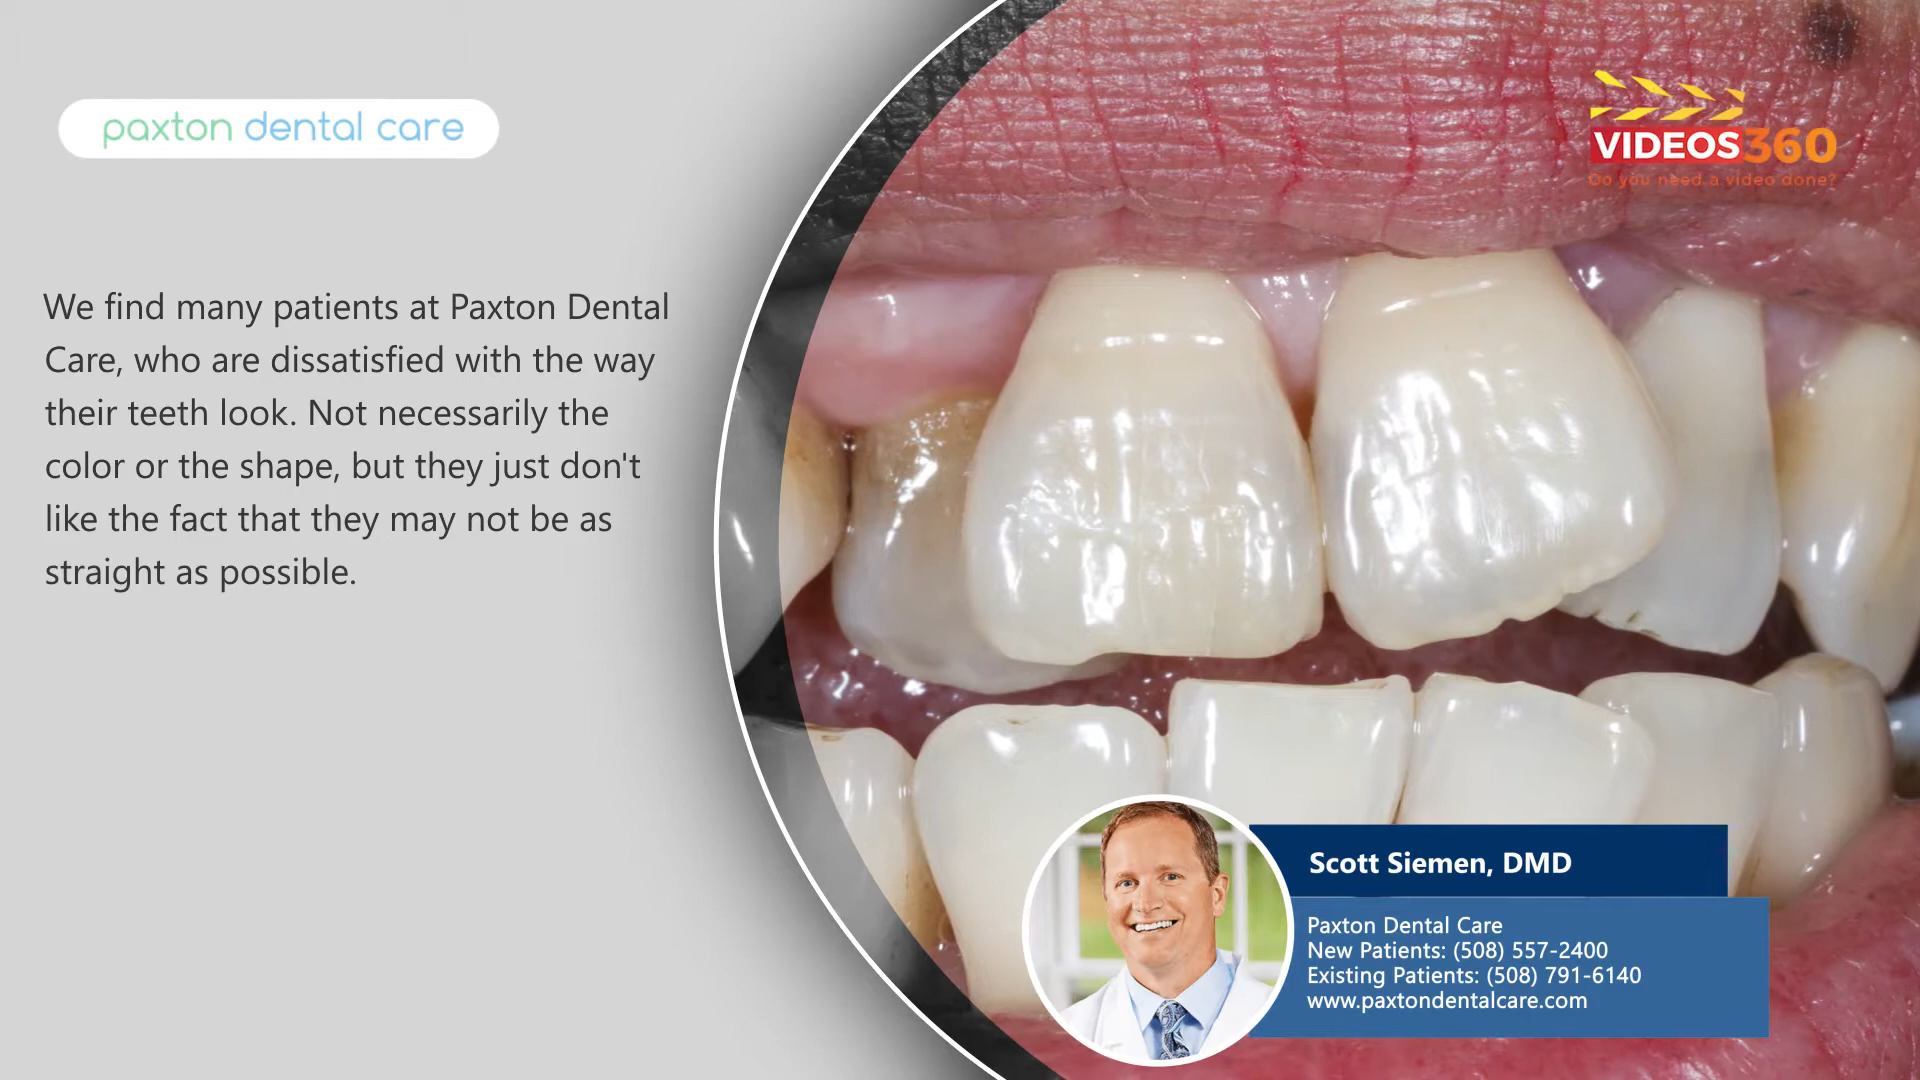 paxton dental care
VIDEOS360
Do you need a video done?
We find many patients at Paxton Dental
Care, who are dissatisfied with the way
their teeth look. Not necessarily the
color or the shape, but they just don't
like the fact that they may not be as
straight as possible.
Scott Siemen, DMD
Paxton Dental Care
New Patients: (508) 557-2400
Existing Patients: (508) 791-6140
www.paxtondentalcare.com